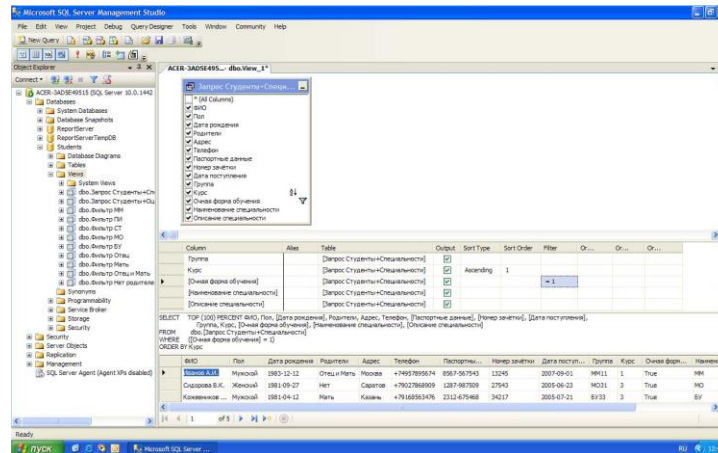 Microsoft SQL Server Management Studio
File Edit View Project Debug Query Designer Tools Window Community Help
New Query
Object Explorer
ACER-3AD5E495... dbo.View_1*
Connect
ACER-3AD5E49515 (SQL Server 10.0.1442
Databases
System Databases
Database Snapshots
ReportServer
ReportServerTempDB
Students
Database Diagrams
Tables
Views
System Views
dbo.Запрос Студенты+Сп
dbo.Запрос Студенты+Оц
dbo.Фильтр ММ
dbo.Фильтр ПИ
dbo.Фильтр СТ
dbo.Фильтр МО
dbo.Фильтр БУ
dbo.Фильтр Отец
dbo.Фильтр Мать
dbo.Фильтр Отец и Мать
dbo.Фильтр Нет родителе
Synonyms
Programmability
Service Broker
Storage
Security
Security
Server Objects
Replication
Management
SQL Server Agent (Agent XPs disabled)
Запрос Студенты+Специ...
* (All Columns)
ФИО
Пол
Дата рождения
Родители
Адрес
Телефон
Паспортные данные
Номер зачётки
Дата поступления
Группа
Курс
Очная форма обучения
Наименование специальности
Описание специальности
Column Alias Table Output Sort Type Sort Order Filter Or... Or... Or...
Группа [Запрос Студенты+Специальности]
Курс [Запрос Студенты+Специальности] Ascending 1
[Очная форма обучения] [Запрос Студенты+Специальности] = 1
[Наименование специальности] [Запрос Студенты+Специальности]
[Описание специальности] [Запрос Студенты+Специальности]
SELECT TOP (100) PERCENT ФИО, Пол, [Дата рождения], Родители, Адрес, Телефон, [Паспортные данные], [Номер зачётки], [Дата поступления],
Группа, Курс, [Очная форма обучения], [Наименование специальности], [Описание специальности]
FROM dbo.[Запрос Студенты+Специальности]
WHERE ([Очная форма обучения] = 1)
ORDER BY Курс
ФИО Пол Дата рождения Родители Адрес Телефон Паспортны... Номер зачётки Дата поступ... Группа Курс Очная форм... Наимен
Иванов А.И. Мужской 1983-12-12 Отец и Мать Москва +74957895674 8567-567543 13245 2007-09-01 ММ11 1 True ММ
Сидорова В.К. Женский 1981-09-27 Нет Саратов +79027868909 1287-987509 27543 2005-06-23 МО31 3 True МО
Кожевников ... Мужской 1981-04-12 Мать Казань +79168563476 2312-675468 34217 2005-07-21 БУ33 3 True БУ
1 of 5
Ready
пуск
Microsoft SQL Server ...
RU